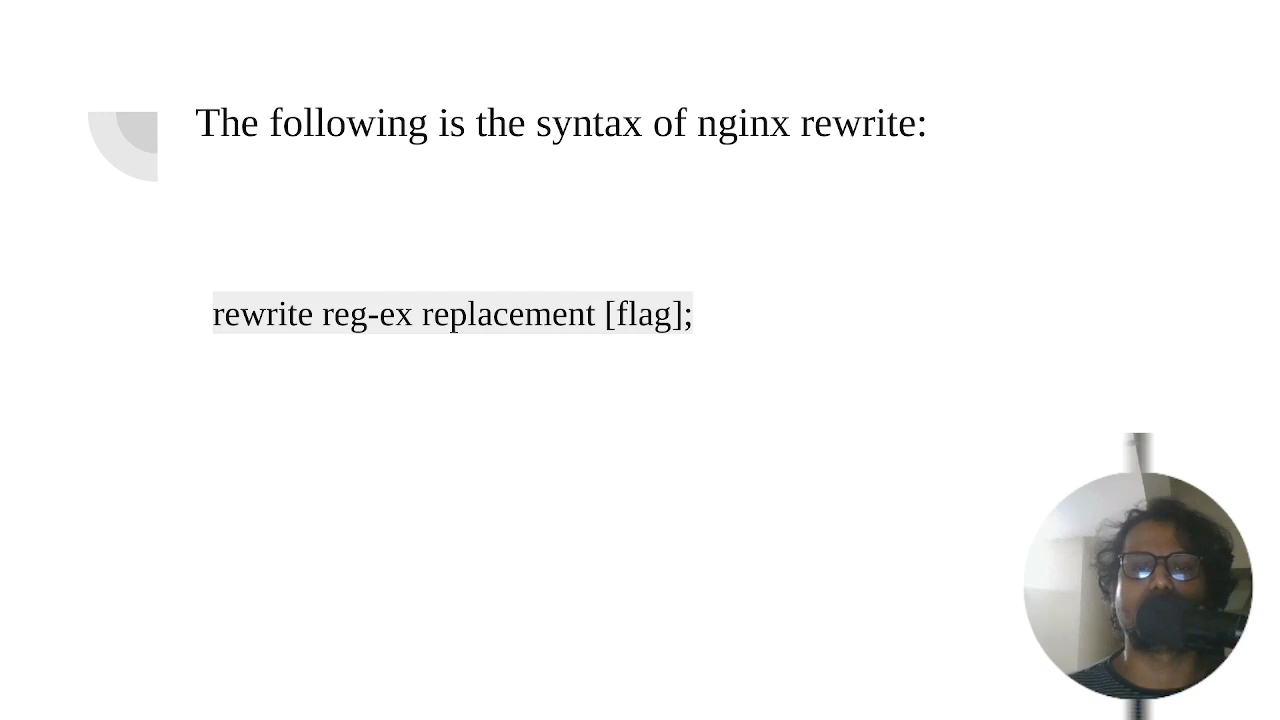 The following is the syntax of nginx rewrite:
rewrite reg-ex replacement [flag];